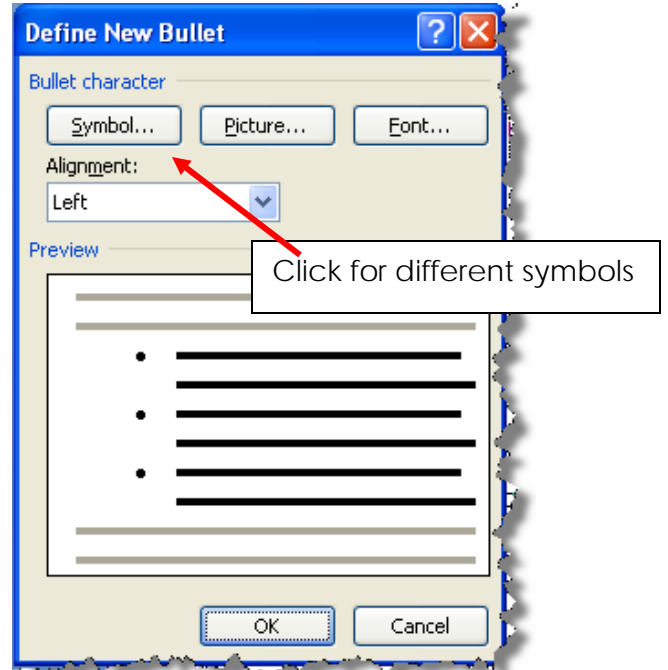 Define New Bullet
Bullet character
Symbol... Picture... Font...
Alignment:
Left
Preview
Click for different symbols
OK Cancel